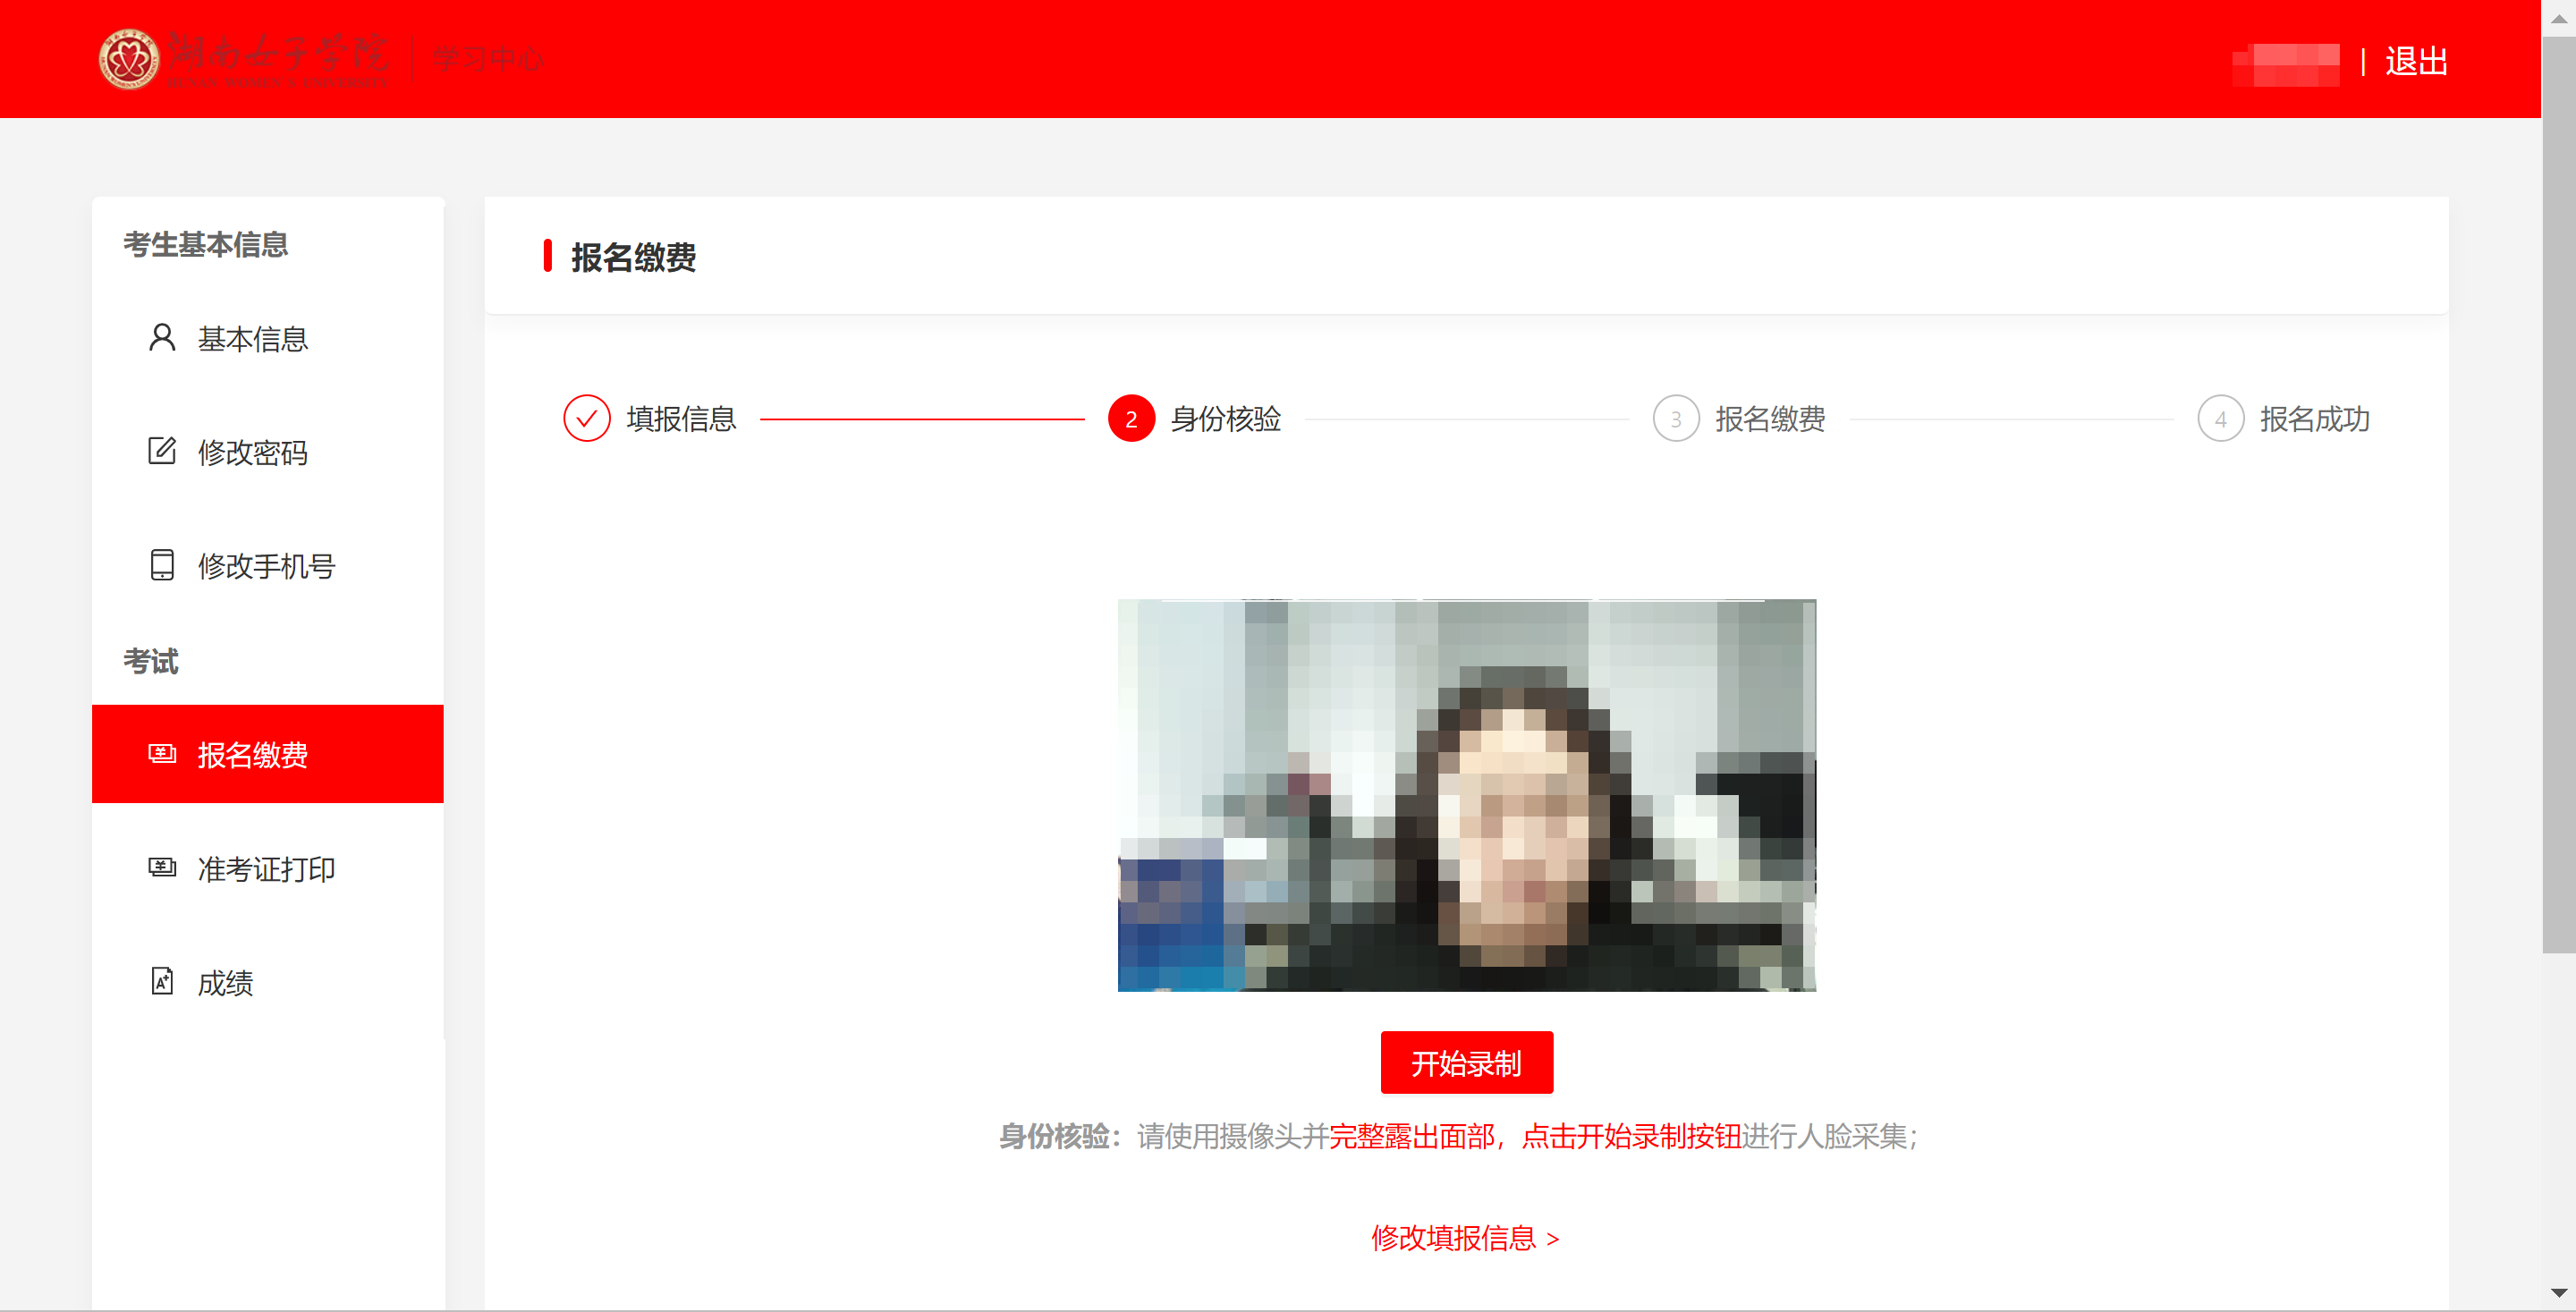 湖南女子学院
HUNAN WOMEN'S UNIVERSITY
学习中心
退出
考生基本信息
基本信息
修改密码
修改手机号
考试
报名缴费
准考证打印
成绩
报名缴费
填报信息
2 身份核验
3 报名缴费
4 报名成功
开始录制
身份核验：请使用摄像头并完整露出面部，点击开始录制按钮进行人脸采集；
修改填报信息 >